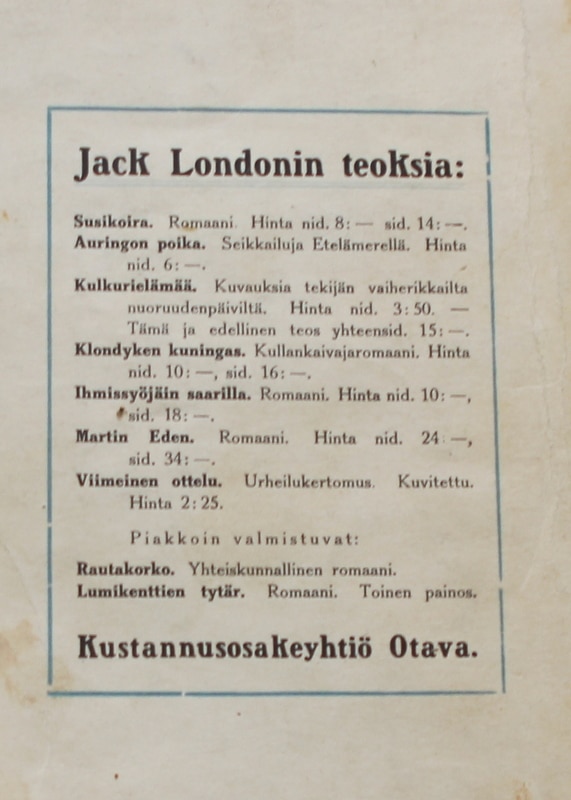 Jack Londonin teoksia:
Susikoira. Romaani. Hinta nid. 8:— sid. 14:—.
Auringon poika. Seikkailuja Etelämerellä. Hinta
nid. 6:—.
Kulkurielämää. Kuvauksia tekijän vaiherikkailta
nuoruudenpäiviltä. Hinta nid. 3:50. —
Tämä ja edellinen teos yhteensid. 15:—.
Klondyken kuningas. Kullankaivajaromaani. Hinta
nid. 10:—, sid. 16:—.
Ihmissyöjäin saarilla. Romaani. Hinta nid. 10:—,
sid. 18:—.
Martin Eden. Romaani. Hinta nid. 24:—,
sid. 34:—.
Viimeinen ottelu. Urheilukertomus. Kuvitettu.
Hinta 2:25.
Piakkoin valmistuvat:
Rautakorko. Yhteiskunnallinen romaani.
Lumikenttien tytär. Romaani. Toinen painos.
Kustannusosakeyhtiö Otava.